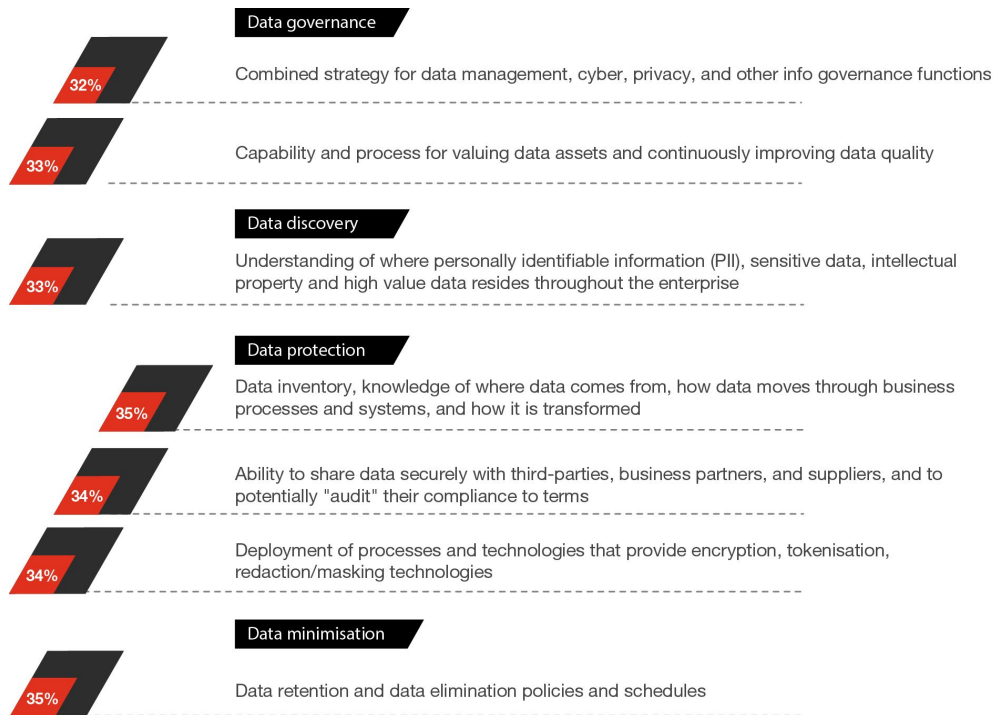 Data governance
32%
Combined strategy for data management, cyber, privacy, and other info governance functions
33%
Capability and process for valuing data assets and continuously improving data quality
Data discovery
33%
Understanding of where personally identifiable information (PII), sensitive data, intellectual
property and high value data resides throughout the enterprise
Data protection
35%
Data inventory, knowledge of where data comes from, how data moves through business
processes and systems, and how it is transformed
34%
Ability to share data securely with third-parties, business partners, and suppliers, and to
potentially "audit" their compliance to terms
34%
Deployment of processes and technologies that provide encryption, tokenisation,
redaction/masking technologies
Data minimisation
35%
Data retention and data elimination policies and schedules